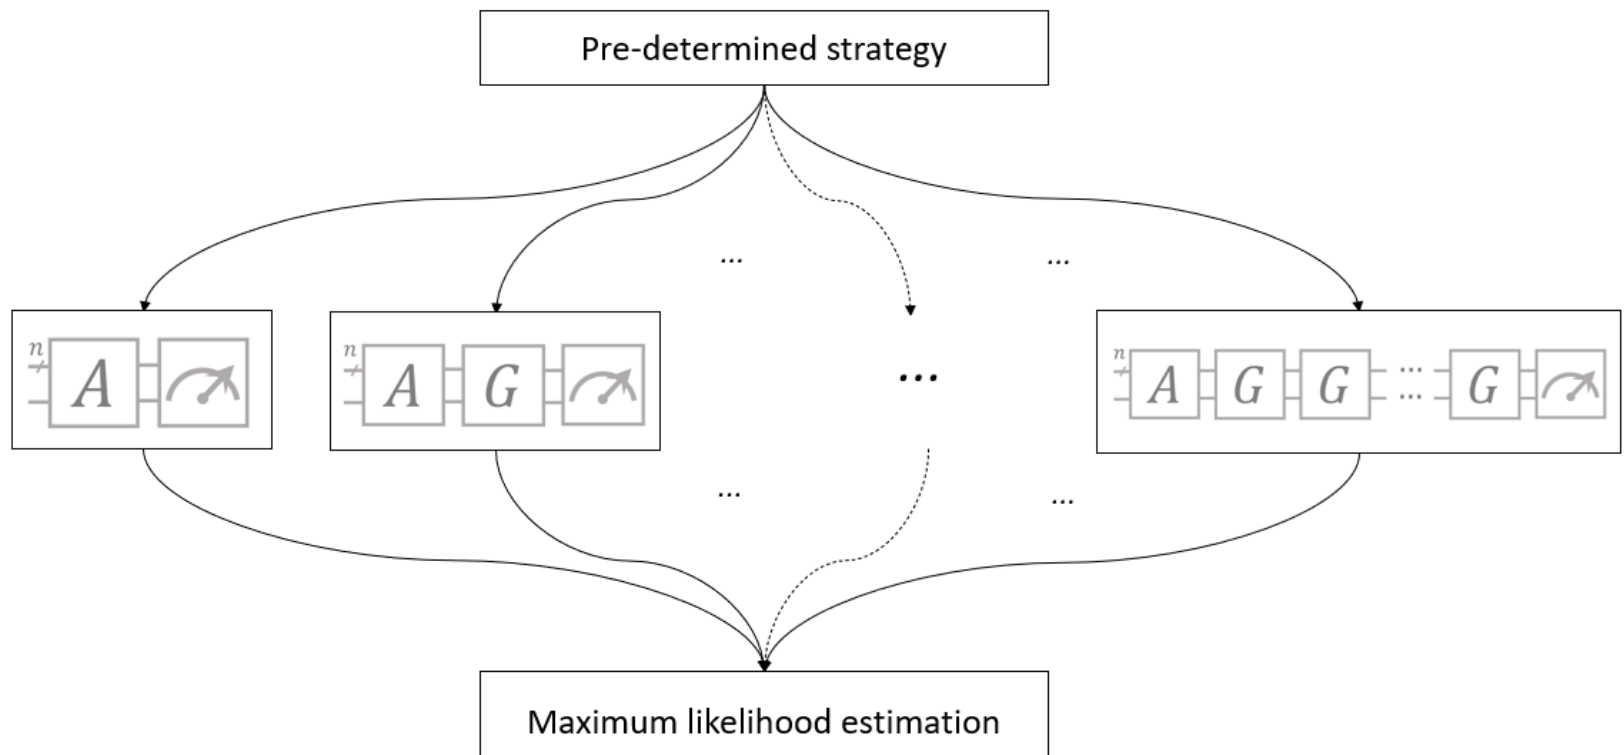 Pre-determined strategy
... ...
n A
n A G
...
n A G G ... ... G
... ...
Maximum likelihood estimation